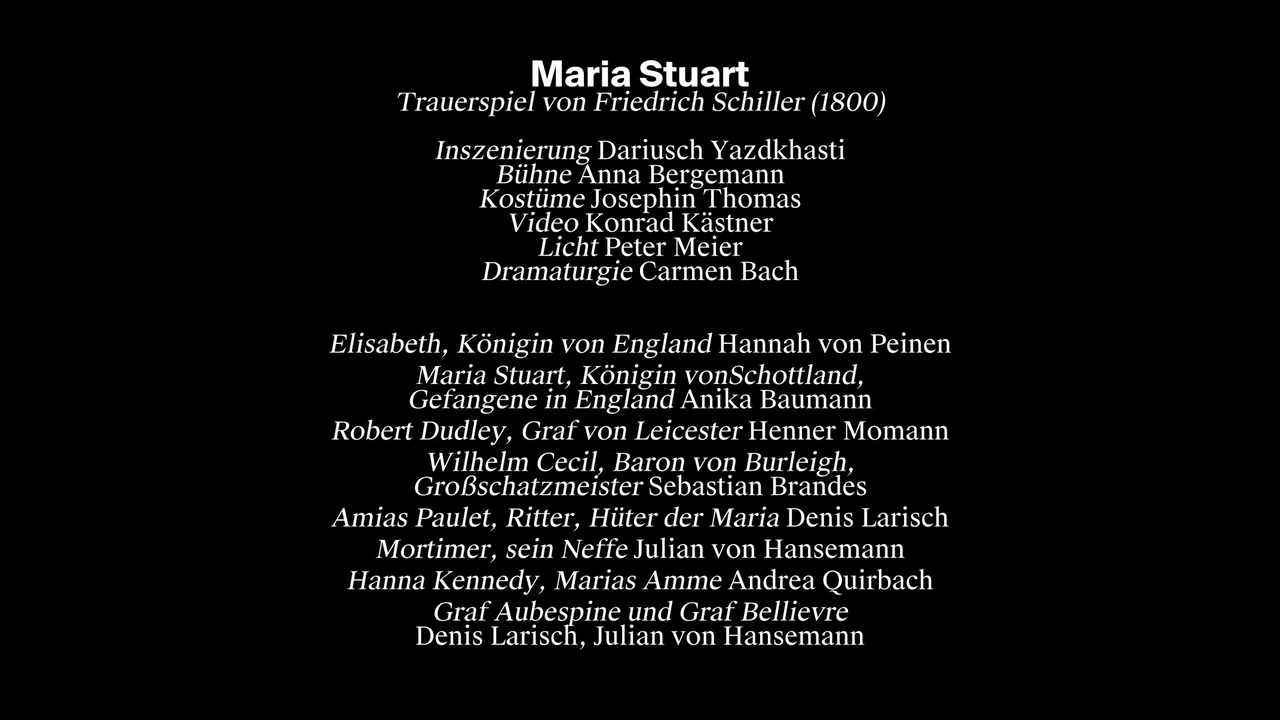 Maria Stuart
Trauerspiel von Friedrich Schiller (1800)
Inszenierung Dariusch Yazdkhasti
Bühne Anna Bergemann
Kostüme Josephin Thomas
Video Konrad Kästner
Licht Peter Meier
Dramaturgie Carmen Bach
Elisabeth, Königin von England Hannah von Peinen
Maria Stuart, Königin vonSchottland,
Gefangene in England Anika Baumann
Robert Dudley, Graf von Leicester Henner Momann
Wilhelm Cecil, Baron von Burleigh,
Großschatzmeister Sebastian Brandes
Amias Paulet, Ritter, Hüter der Maria Denis Larisch
Mortimer, sein Neffe Julian von Hansemann
Hanna Kennedy, Marias Amme Andrea Quirbach
Graf Aubespine und Graf Bellievre
Denis Larisch, Julian von Hansemann